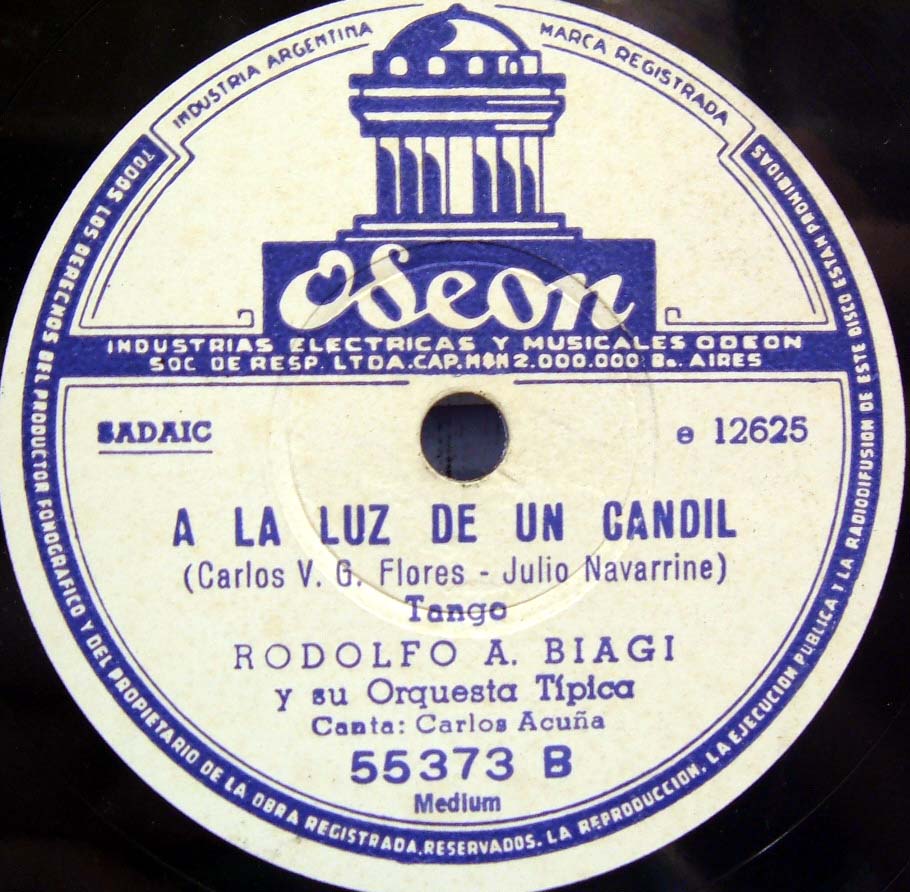 INDUSTRIA ARGENTINA
MARCA REGISTRADA
Odeon
INDUSTRIAS ELECTRICAS Y MUSICALES ODEON
SOC DE RESP. LTDA.CAP.M$N 2.000.000 Bs. AIRES
SADAIC
e 12625
A LA LUZ DE UN CANDIL
(Carlos V. G. Flores - Julio Navarrine)
Tango
RODOLFO A. BIAGI
y su Orquesta Típica
Canta: Carlos Acuña
55373 B
Medium
TODOS LOS DERECHOS DEL PRODUCTOR FONOGRAFICO Y DEL PROPIETARIO DE LA OBRA REGISTRADA, RESERVADOS. LA REPRODUCCION, LA EJECUCION PUBLICA Y LA RADIODIFUSION DE ESTE DISCO ESTAN PROHIBIDAS